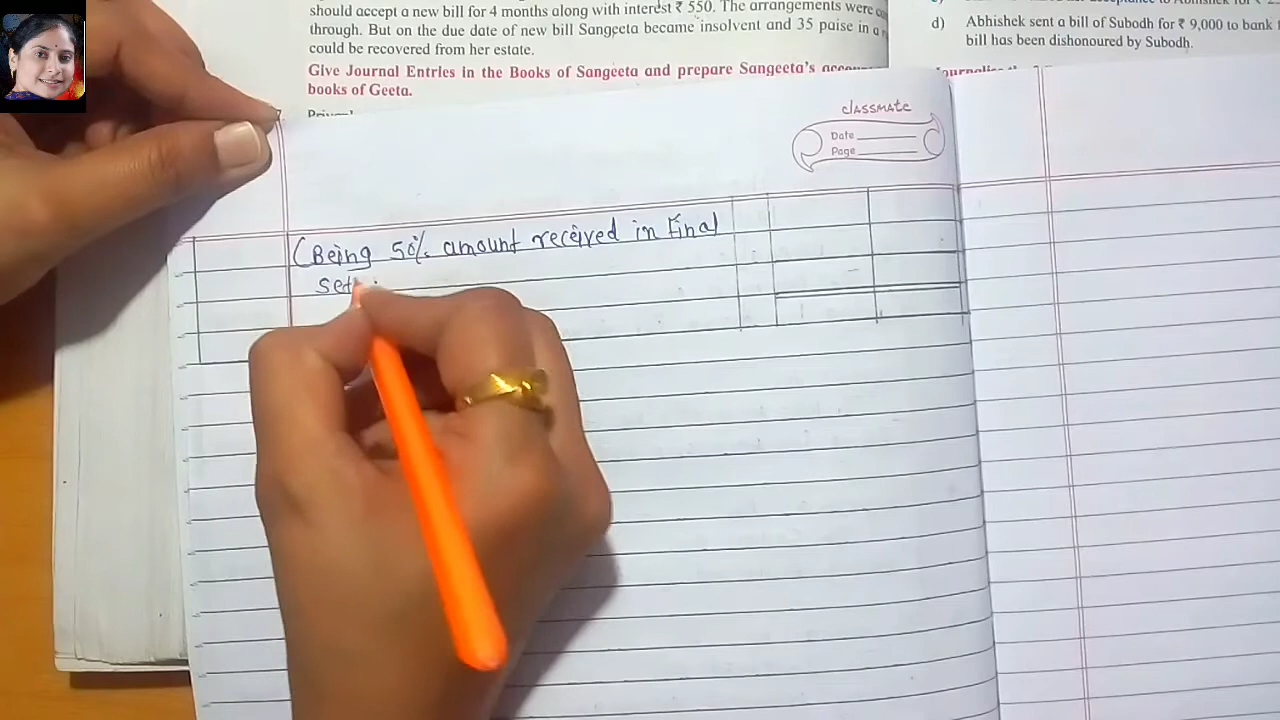 should accept a new bill for 4 months along with interest ₹ 550. The arrangements were
through. But on the due date of new bill Sangeeta became insolvent and 35 paise in a
could be recovered from her estate.
Give Journal Entries in the Books of Sangeeta and prepare Sangeeta's
books of Geeta.
d) Abhishek sent a bill of Subodh for ₹ 9,000 to bank
bill has been dishonoured by Subodh.
classmate
Date
Page
(Being 50% amount received in Final